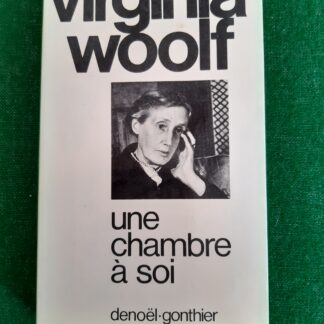 virginia
woolf
une
chambre
à soi
denoël·gonthier